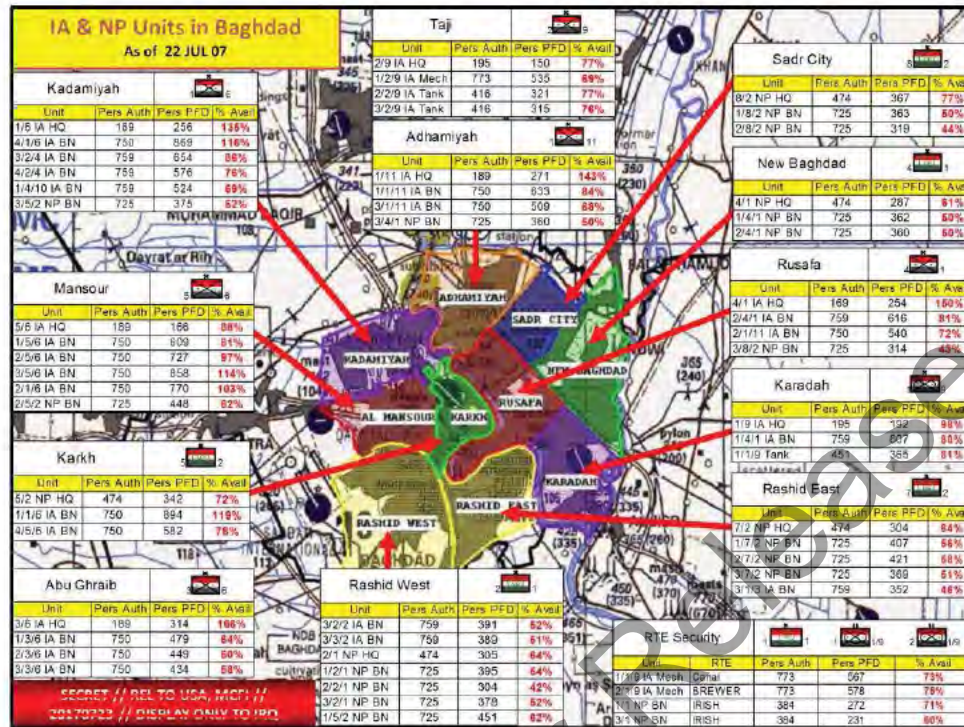 IA & NP Units in Baghdad
As of 22 JUL 07
Kadamiyah
Unit Pers Auth Pers PFD % Avail
1/6 IA HQ 189 256 135%
4/1/6 IA BN 750 869 116%
3/2/4 IA BN 759 654 86%
4/2/4 IA BN 759 576 76%
1/4/10 IA BN 759 524 69%
3/5/2 NP BN 725 375 52%
Mansour
Unit Pers Auth Pers PFD % Avail
5/6 IA HQ 189 166 88%
1/5/6 IA BN 750 609 81%
2/5/6 IA BN 750 727 97%
3/5/6 IA BN 750 858 114%
2/1/6 IA BN 750 770 103%
2/5/2 NP BN 725 448 62%
Karkh
Unit Pers Auth Pers PFD % Avail
5/2 NP HQ 474 342 72%
1/1/6 IA BN 750 894 119%
4/5/6 IA BN 750 582 78%
Abu Ghraib
Unit Pers Auth Pers PFD % Avail
3/6 IA HQ 189 314 166%
1/3/6 IA BN 750 479 64%
2/3/6 IA BN 750 449 60%
3/3/6 IA BN 750 434 58%
SECRET // REL TO USA, MCFI //
20170723 // DISPLAY ONLY TO IRQ
Taji
Unit Pers Auth Pers PFD % Avail
2/9 IA HQ 195 150 77%
1/2/9 IA Mech 773 535 69%
2/2/9 IA Tank 416 321 77%
3/2/9 IA Tank 416 315 76%
Adhamiyah
Unit Pers Auth Pers PFD % Avail
1/11 IA HQ 189 271 143%
1/1/11 IA BN 750 633 84%
3/1/11 IA BN 750 509 68%
3/4/1 NP BN 725 360 50%
Sadr City
Unit Pers Auth Pers PFD % Avail
8/2 NP HQ 474 367 77%
1/8/2 NP BN 725 363 50%
2/8/2 NP BN 725 319 44%
New Baghdad
Unit Pers Auth Pers PFD % Avail
4/1 NP HQ 474 287 61%
1/4/1 NP BN 725 362 50%
2/4/1 NP BN 725 360 50%
Rusafa
Unit Pers Auth Pers PFD % Avail
4/1 IA HQ 169 254 150%
2/4/1 IA BN 759 616 81%
2/1/11 IA BN 750 540 72%
3/8/2 NP BN 725 314 43%
Karadah
Unit Pers Auth Pers PFD % Avail
1/9 IA HQ 195 192 98%
1/4/1 IA BN 759 607 80%
1/1/9 Tank 451 365 81%
Rashid East
Unit Pers Auth Pers PFD % Avail
7/2 NP HQ 474 304 64%
1/7/2 NP BN 725 407 56%
2/7/2 NP BN 725 421 58%
3/7/2 NP BN 725 369 51%
3/1/3 IA BN 759 352 46%
Rashid West
Unit Pers Auth Pers PFD % Avail
3/2/2 IA BN 759 391 52%
3/3/2 IA BN 759 389 51%
2/1 NP HQ 474 305 64%
1/2/1 NP BN 725 395 54%
2/2/1 NP BN 725 304 42%
3/2/1 NP BN 725 378 52%
1/5/2 NP BN 725 451 62%
RTE Security
Unit RTE Pers Auth Pers PFD % Avail
1/1/9 IA Mech Canal 773 567 73%
2/1/9 IA Mech BREWER 773 578 75%
1/1 NP BN IRISH 384 272 71%
3/1 NP BN IRISH 384 231 60%
ADHAMIYAH
SADR CITY
KADAMIYAH
NEW BAGHDAD
RUSAFA
AL MANSOUR
KARKH
KARADAH
RASHID EAST
RASHID WEST
BAGHDAD
MUHAMMAD
Dayrat ar Rih
station
Release